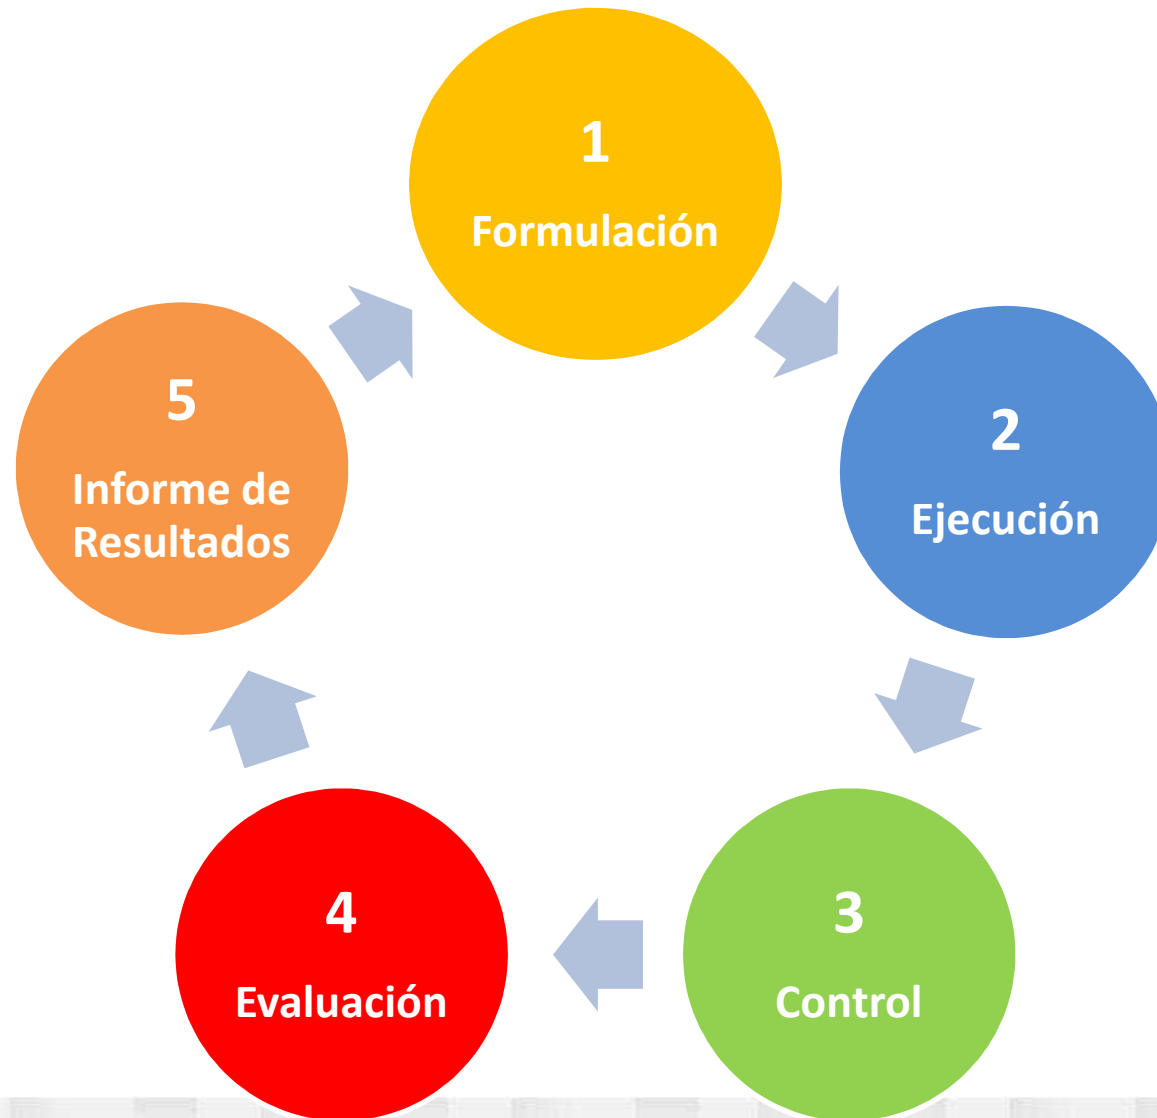 1
Formulación
2
Ejecución
3
Control
4
Evaluación
5
Informe de
Resultados